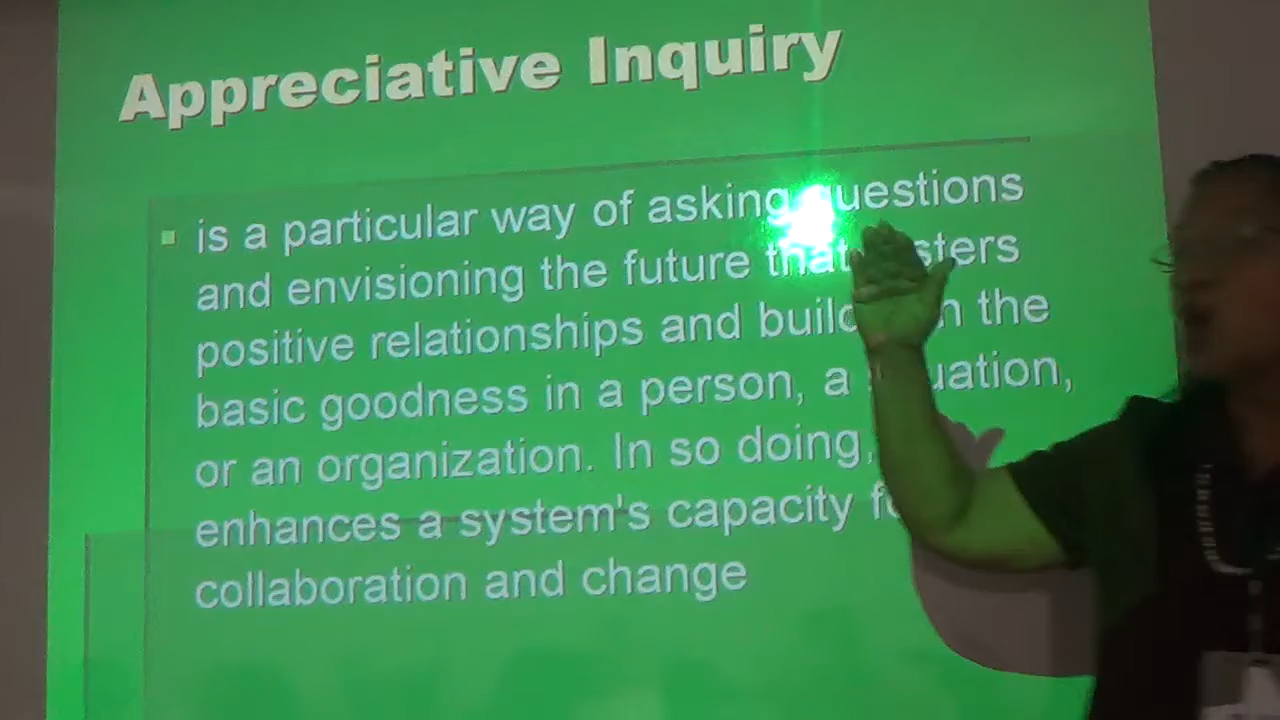 Appreciative Inquiry
is a particular way of asking questions
and envisioning the future that
positive relationships and the
basic goodness in a person, a
or an organization. In so doing,
enhances a system's capacity
collaboration and change